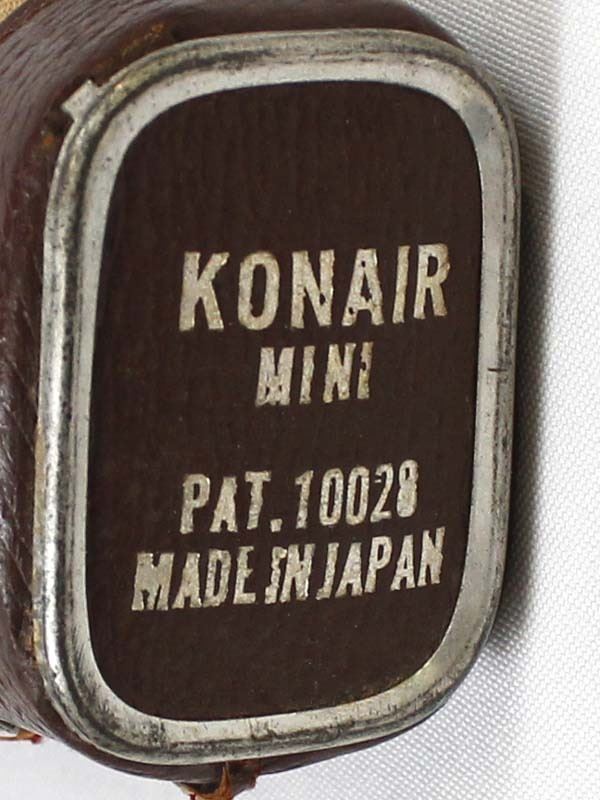 KONAIR
MINI
PAT. 10028
MADE IN JAPAN